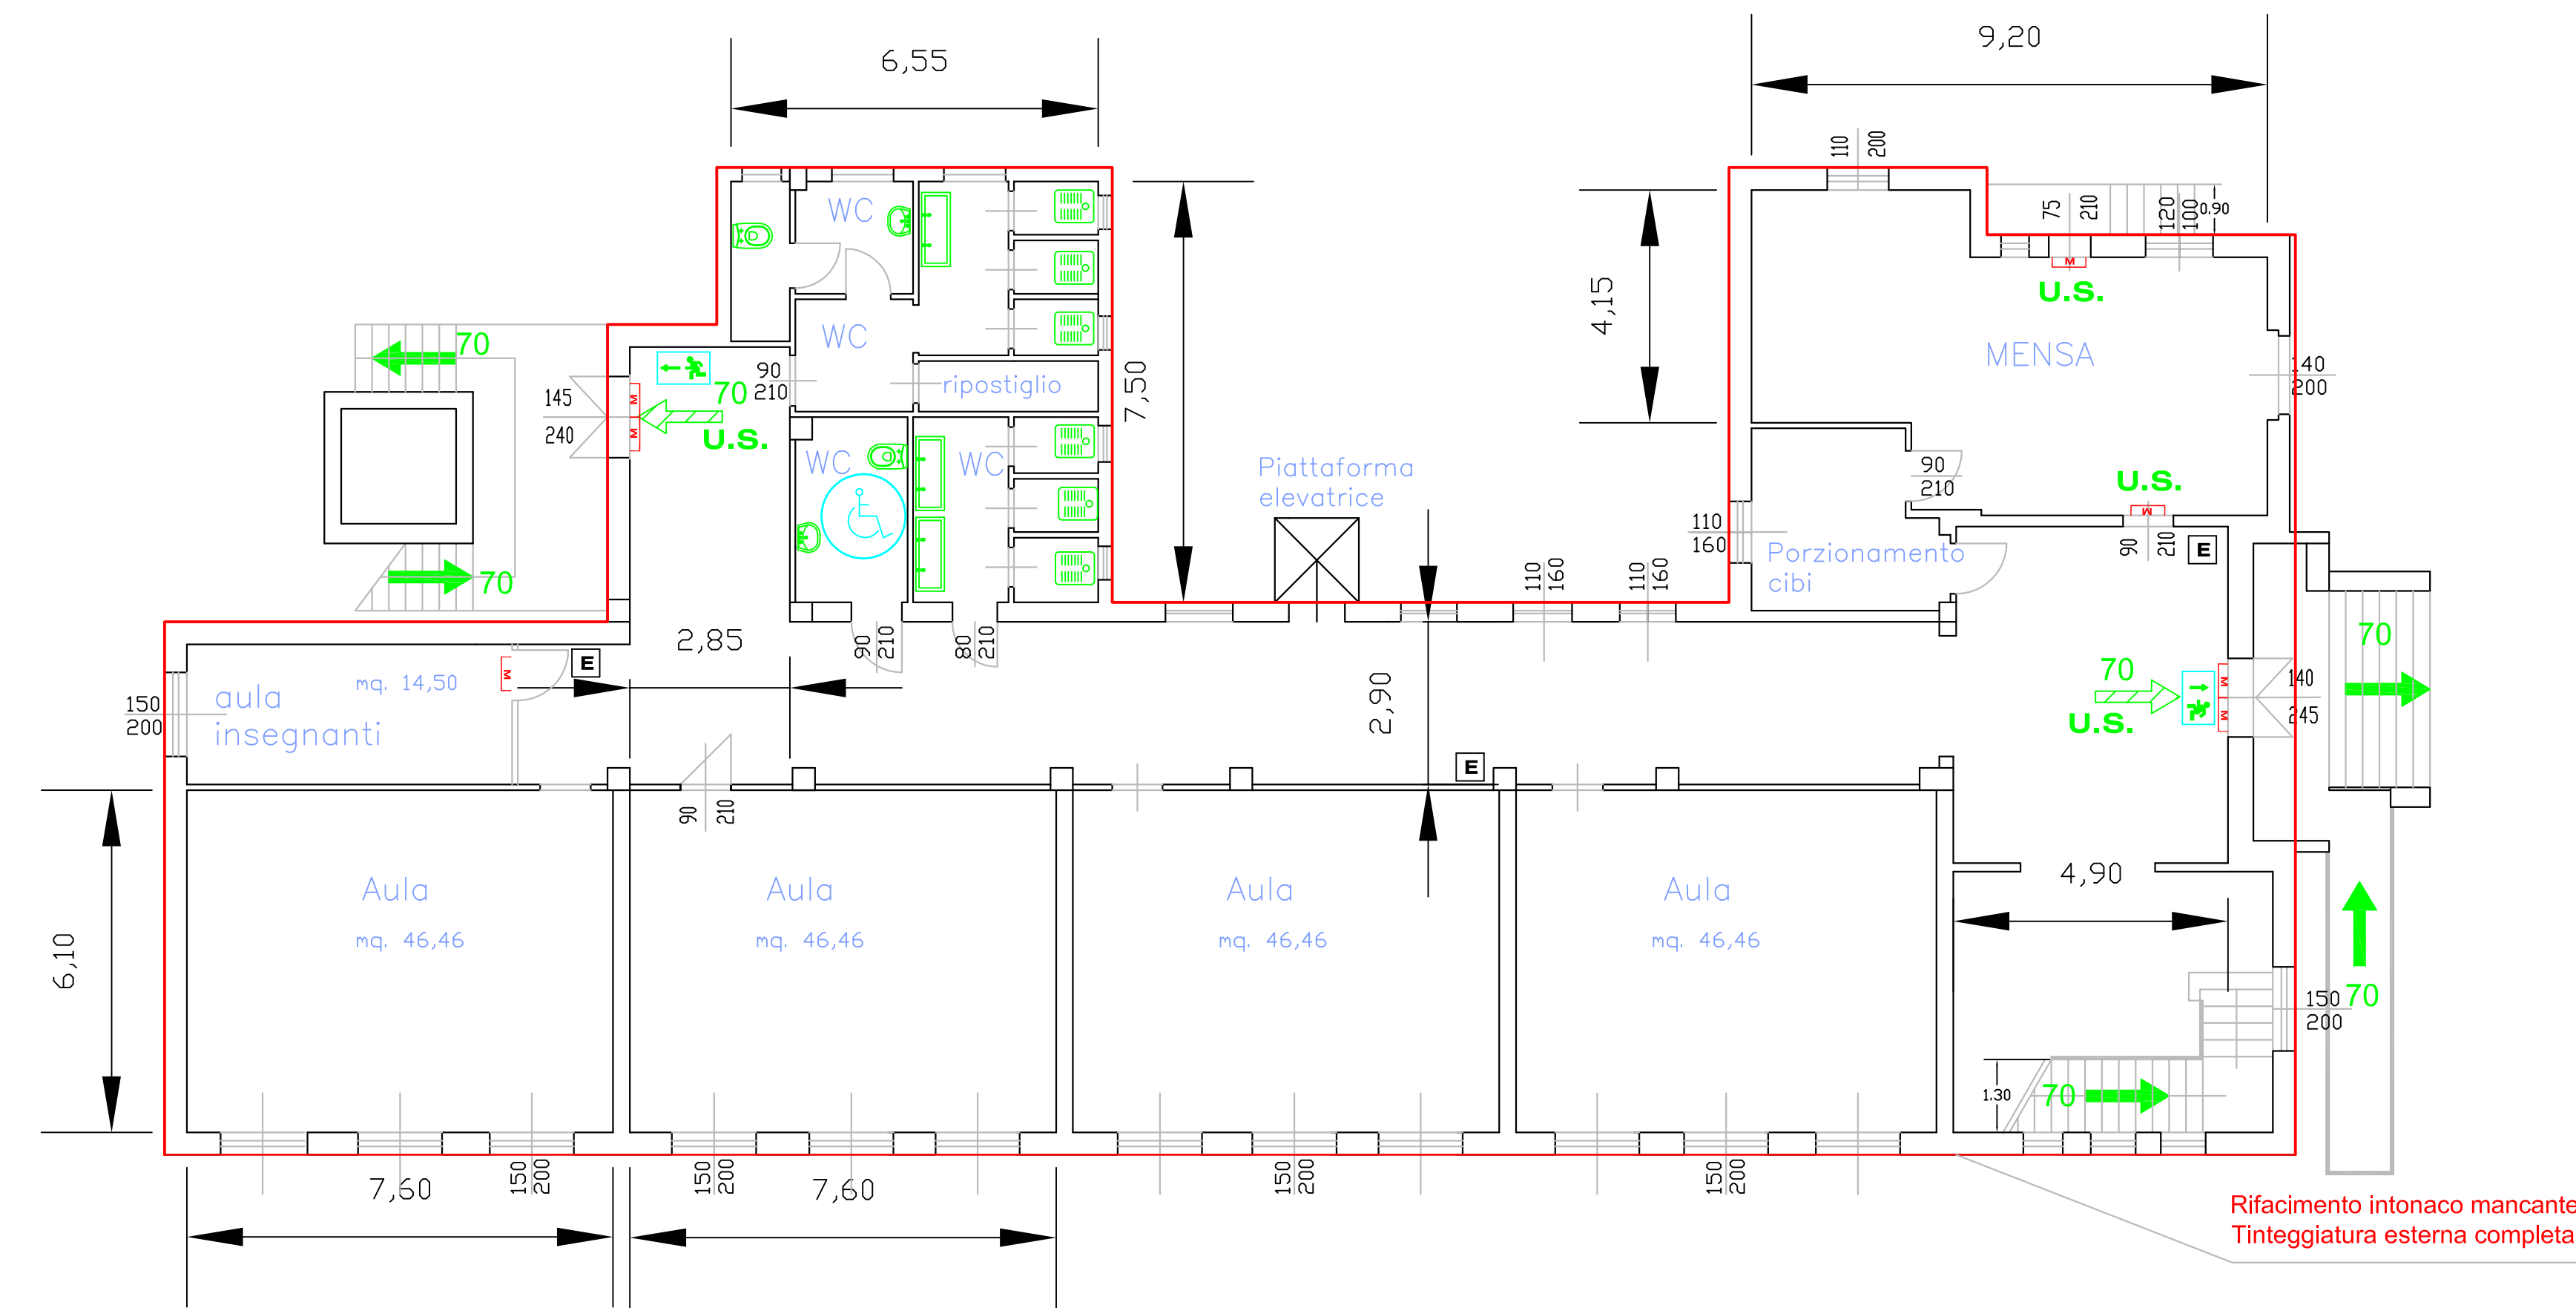 9,20
6,55
110
200
WC
75
210
120
100
0.90
M
U.S.
70
WC
MENSA
4,15
90
210
ripostiglio
70
7,50
140
200
145
240
M
M
U.S.
WC
WC
Piattaforma
elevatrice
90
210
U.S.
M
110
160
Porzionamento
cibi
90
210
E
70
110
160
110
160
2,85
90
210
80
210
70
E
M
mq. 14,50
aula
insegnanti
150
200
2,90
70
U.S.
M
M
140
245
E
90
210
4,90
Aula
mq. 46,46
Aula
mq. 46,46
Aula
mq. 46,46
Aula
mq. 46,46
6,10
150
200
70
1.30
70
7,60
150
200
150
200
7,60
150
200
150
200
Rifacimento intonaco mancante
Tinteggiatura esterna completa